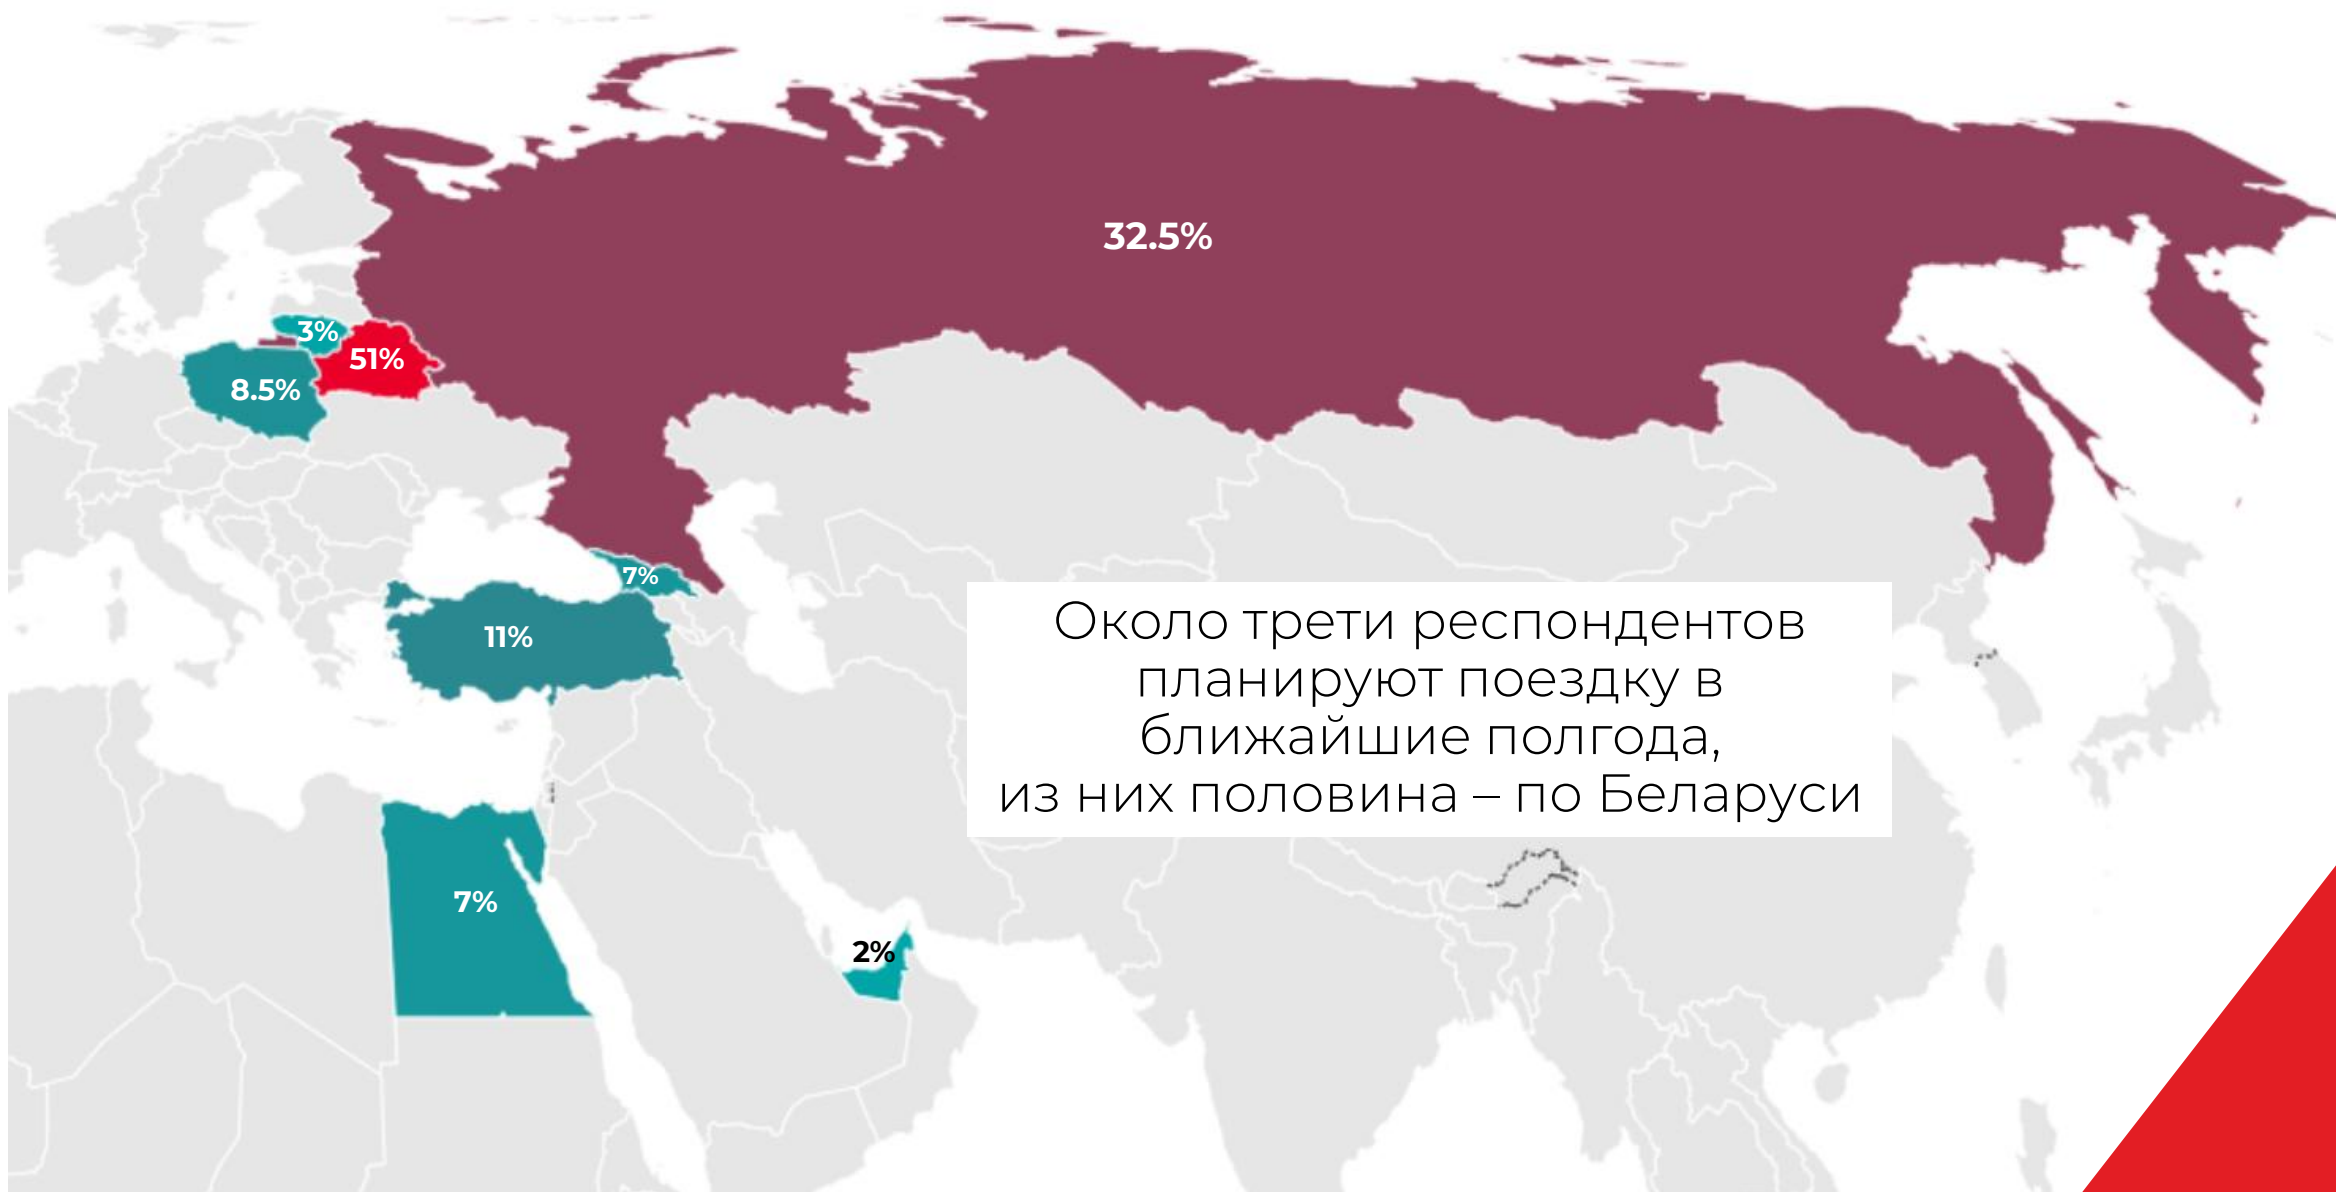 32.5%
3%
51%
8.5%
7%
11%
Около трети респондентов
планируют поездку в
ближайшие полгода,
из них половина – по Беларуси
7%
2%